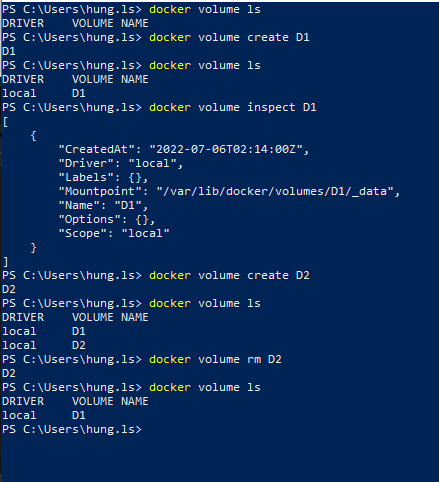 PS C:\Users\hung.ls> docker volume ls
DRIVER    VOLUME NAME
PS C:\Users\hung.ls> docker volume create D1
D1
PS C:\Users\hung.ls> docker volume ls
DRIVER    VOLUME NAME
local     D1
PS C:\Users\hung.ls> docker volume inspect D1
[
    {
        "CreatedAt": "2022-07-06T02:14:00Z",
        "Driver": "local",
        "Labels": {},
        "Mountpoint": "/var/lib/docker/volumes/D1/_data",
        "Name": "D1",
        "Options": {},
        "Scope": "local"
    }
]
PS C:\Users\hung.ls> docker volume create D2
D2
PS C:\Users\hung.ls> docker volume ls
DRIVER    VOLUME NAME
local     D1
local     D2
PS C:\Users\hung.ls> docker volume rm D2
D2
PS C:\Users\hung.ls> docker volume ls
DRIVER    VOLUME NAME
local     D1
PS C:\Users\hung.ls>